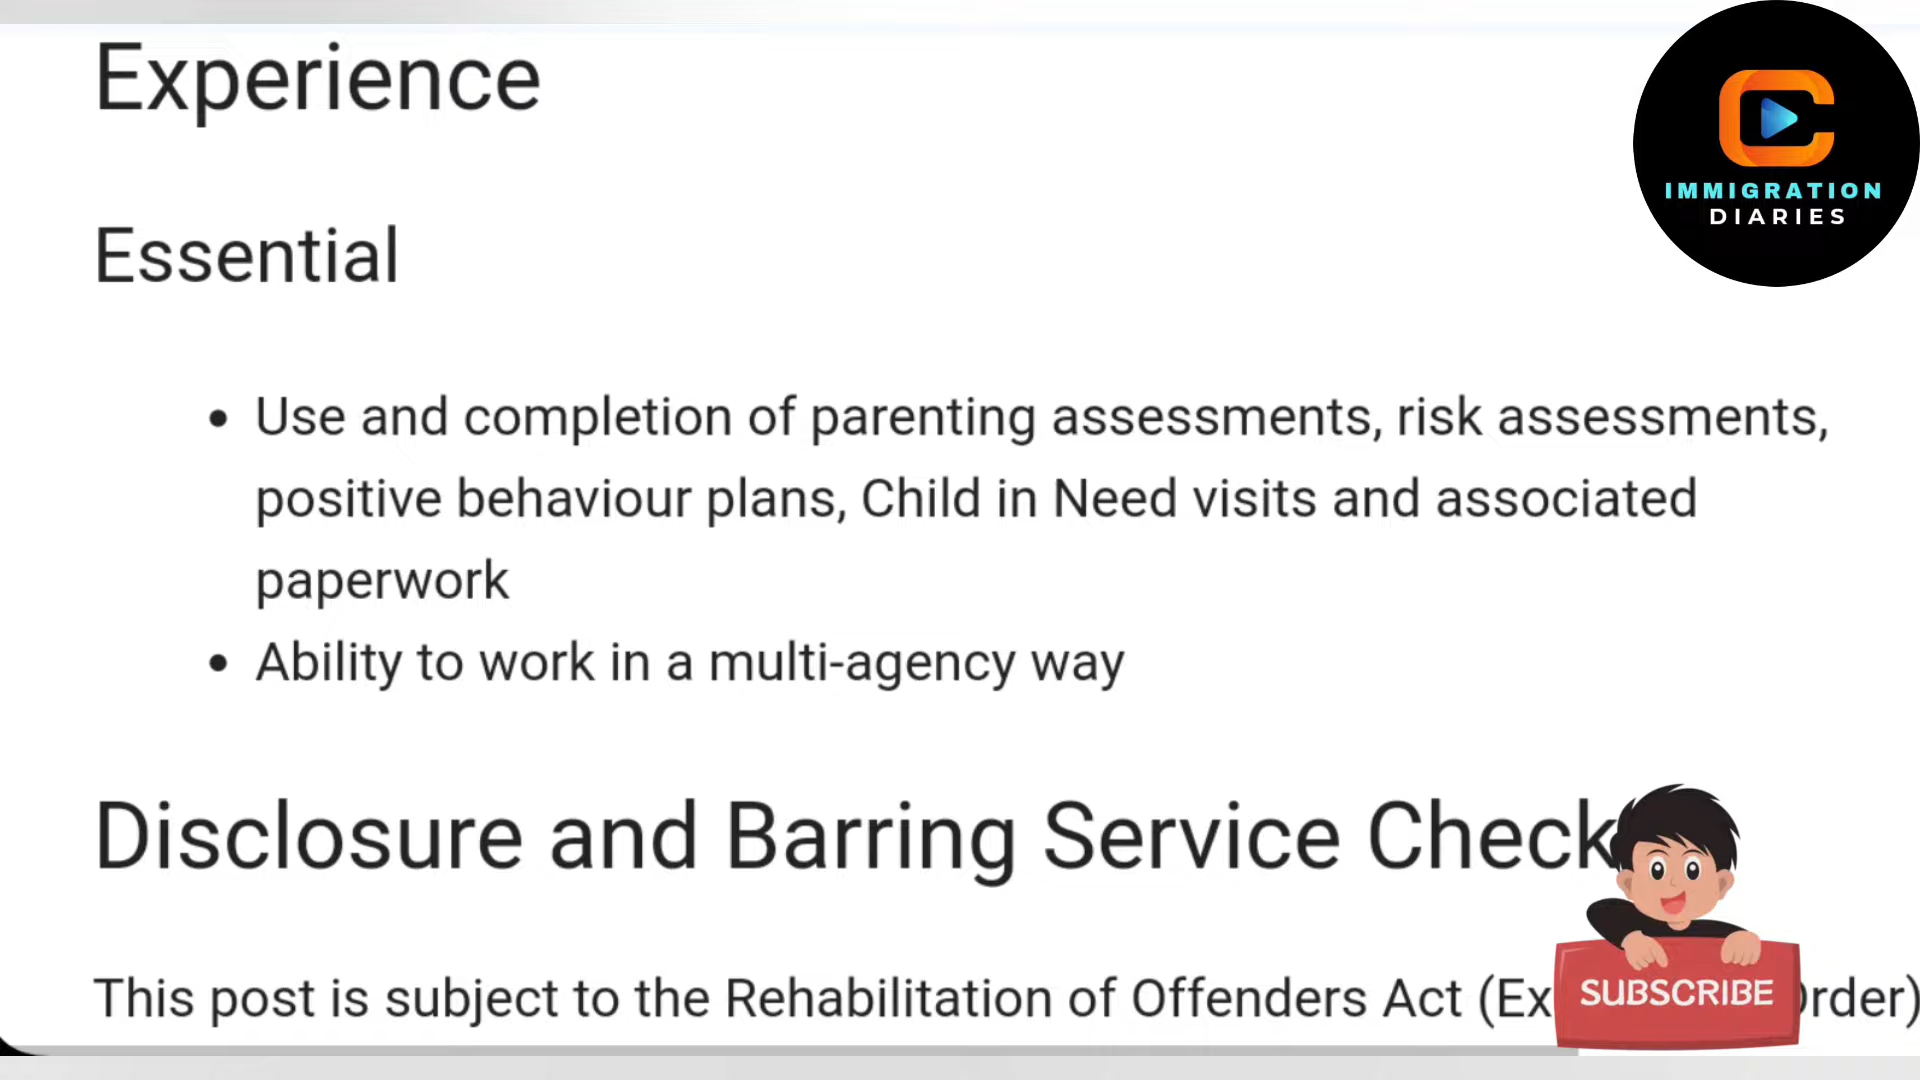 Experience
IMMIGRATION
DIARIES
Essential
• Use and completion of parenting assessments, risk assessments,
positive behaviour plans, Child in Need visits and associated
paperwork
• Ability to work in a multi-agency way
Disclosure and Barring Service Check
This post is subject to the Rehabilitation of Offenders Act (Ex
SUBSCRIBE